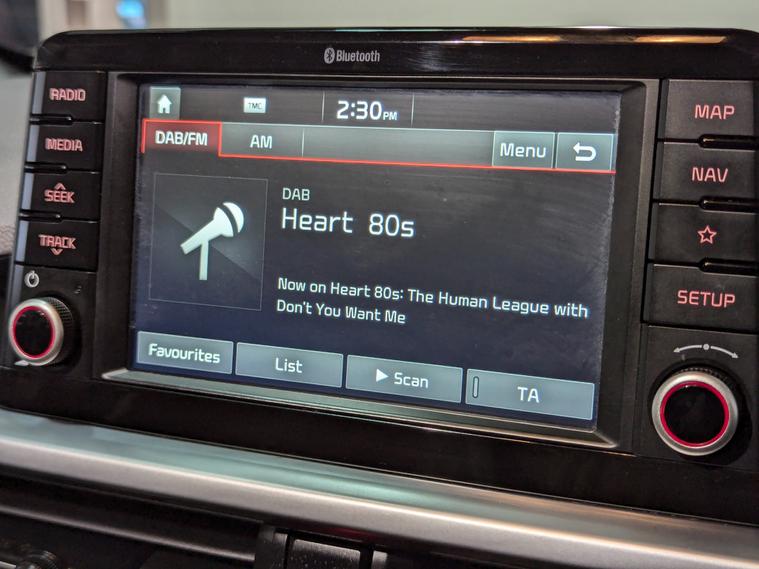 Bluetooth
RADIO
MEDIA
SEEK
TRACK
TMC
2:30PM
DAB/FM
AM
Menu
DAB
Heart 80s
Now on Heart 80s: The Human League with
Don't You Want Me
Favourites
List
Scan
TA
MAP
NAV
SETUP